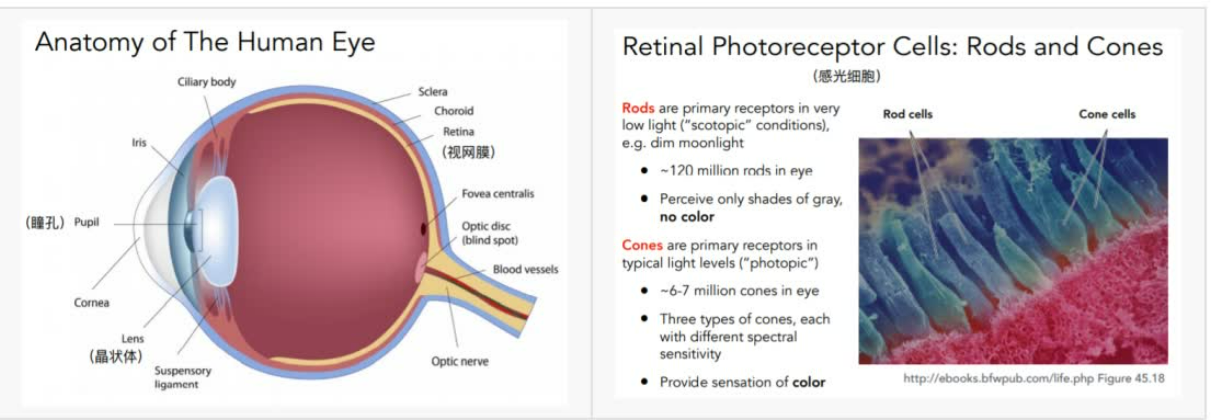 Anatomy of The Human Eye
Ciliary body
Sclera
Choroid
Retina
(视网膜)
Iris
Fovea centralis
(瞳孔) Pupil
Optic disc
(blind spot)
Blood vessels
Cornea
Lens
(晶状体)
Suspensory
ligament
Optic nerve
Retinal Photoreceptor Cells: Rods and Cones
(感光细胞)
Rods are primary receptors in very
low light ("scotopic" conditions),
e.g. dim moonlight
• ~120 million rods in eye
• Perceive only shades of gray,
no color
Cones are primary receptors in
typical light levels ("photopic")
• ~6-7 million cones in eye
• Three types of cones, each
with different spectral
sensitivity
• Provide sensation of color
Rod cells
Cone cells
http://ebooks.bfwpub.com/life.php Figure 45.18